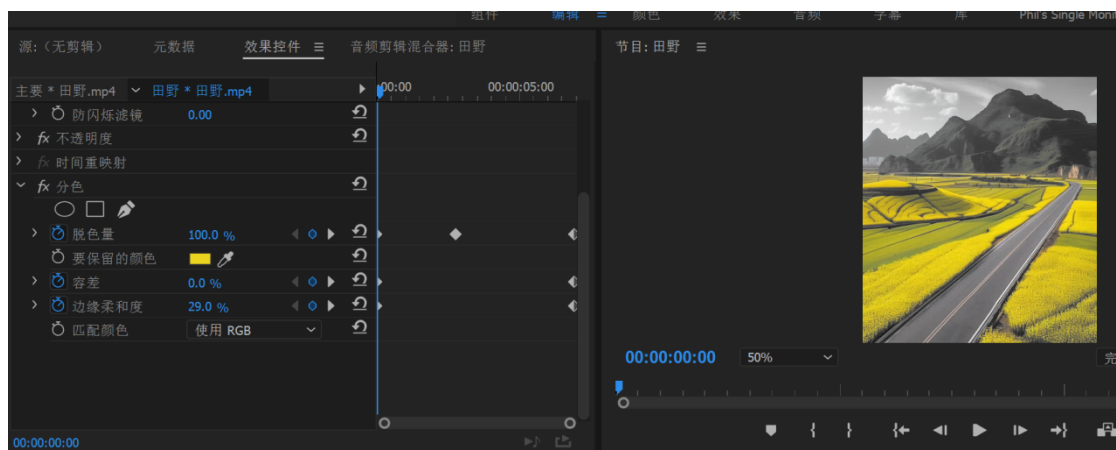 组件 编辑 颜色 效果 音频 字幕 库 Phil's Single Moni
源:（无剪辑） 元数据 效果控件 音频剪辑混合器: 田野 节目: 田野
主要 * 田野.mp4 田野 * 田野.mp4 00:00 00:00:05:00
防闪烁滤镜 0.00
fx 不透明度
fx 时间重映射
fx 分色
脱色量 100.0 %
要保留的颜色
容差 0.0 %
边缘柔和度 29.0 %
匹配颜色 使用 RGB
00:00:00:00 50% 完
00:00:00:00